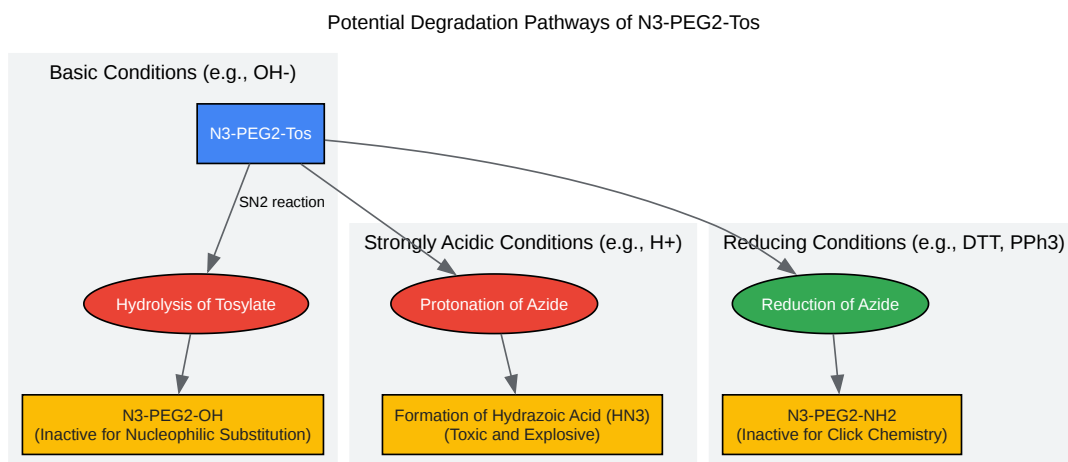 Potential Degradation Pathways of N3-PEG2-Tos
Basic Conditions (e.g., OH-)
N3-PEG2-Tos
SN2 reaction
Strongly Acidic Conditions (e.g., H+)
Reducing Conditions (e.g., DTT, PPh3)
Hydrolysis of Tosylate
Protonation of Azide
Reduction of Azide
N3-PEG2-OH
(Inactive for Nucleophilic Substitution)
Formation of Hydrazoic Acid (HN3)
(Toxic and Explosive)
N3-PEG2-NH2
(Inactive for Click Chemistry)